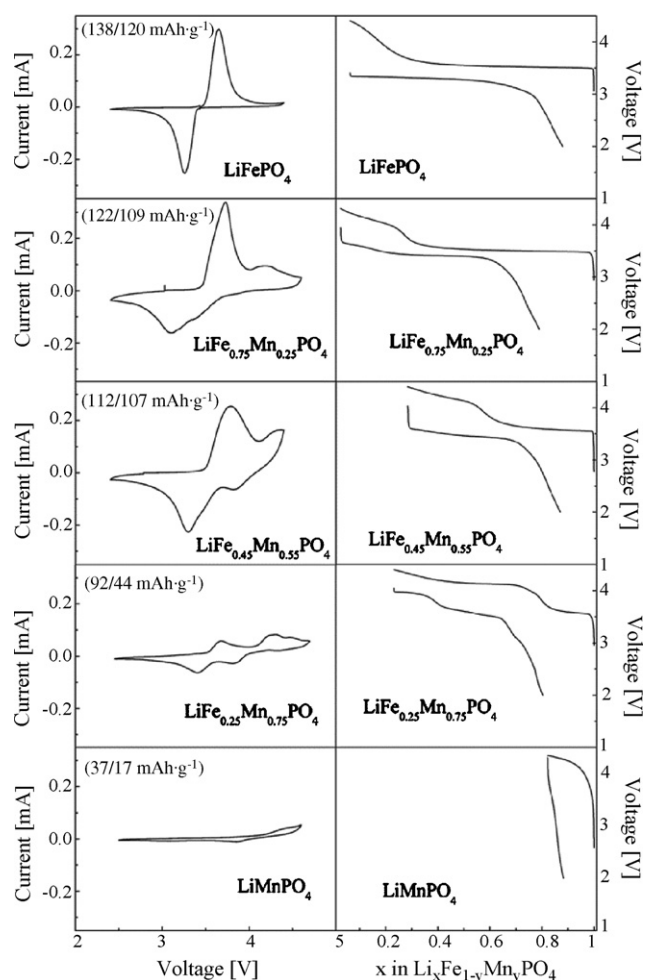 (138/120 mAh·g-1)
Current [mA]
0.2
0.0
-0.2
LiFePO4
LiFePO4
4
3
2
1
Voltage [V]
(122/109 mAh·g-1)
Current [mA]
0.2
0.0
-0.2
LiFe0.75Mn0.25PO4
LiFe0.75Mn0.25PO4
4
3
2
1
Voltage [V]
(112/107 mAh·g-1)
Current [mA]
0.2
0.0
-0.2
LiFe0.45Mn0.55PO4
LiFe0.45Mn0.55PO4
4
3
2
1
Voltage [V]
(92/44 mAh·g-1)
Current [mA]
0.2
0.0
-0.2
LiFe0.25Mn0.75PO4
LiFe0.25Mn0.75PO4
4
3
2
1
Voltage [V]
(37/17 mAh·g-1)
Current [mA]
0.2
0.0
-0.2
LiMnPO4
LiMnPO4
4
3
2
Voltage [V]
2 3 4 5 0.2 0.4 0.6 0.8 1
Voltage [V]
x in LixFe1-yMnyPO4